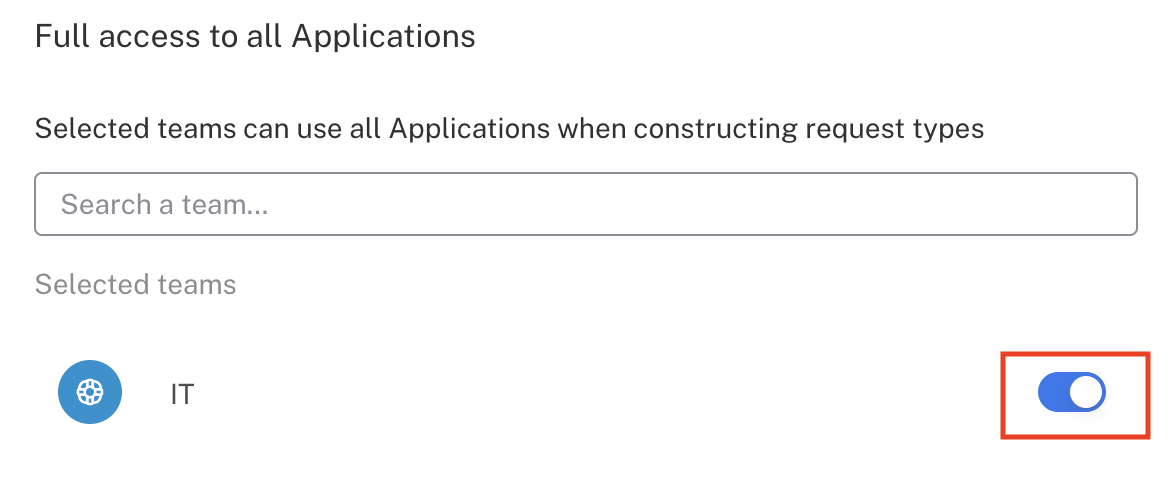 Full access to all Applications
Selected teams can use all Applications when constructing request types
Search a team...
Selected teams
IT